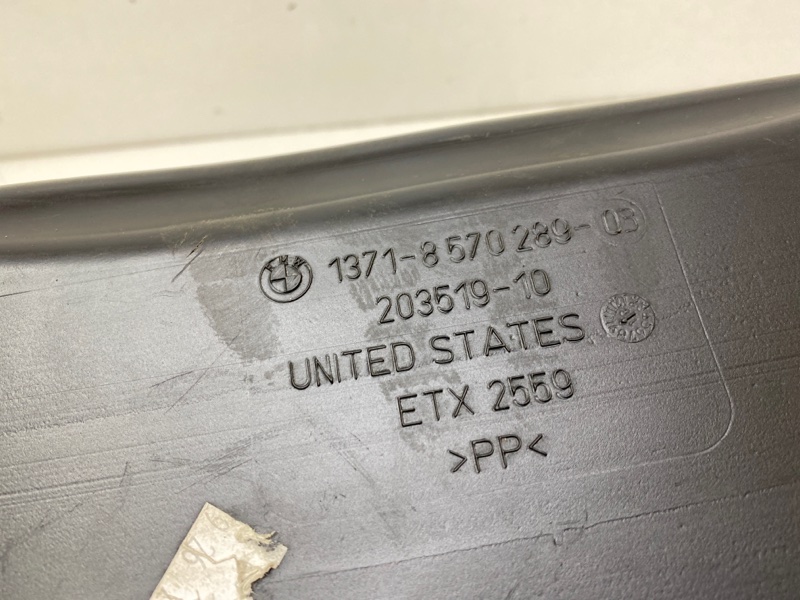 1371-8 570 289-03
203519-10
UNITED STATES
ETX 2559
>PP<